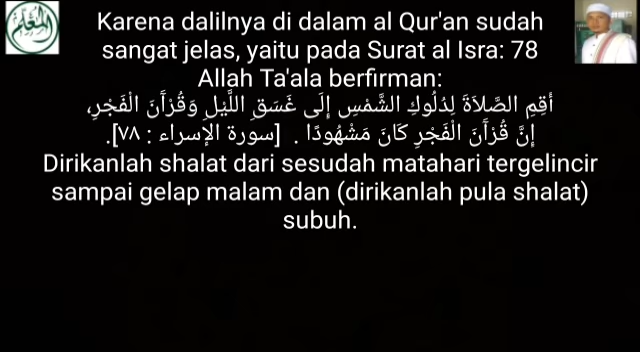 Karena dalilnya di dalam al Qur'an sudah
sangat jelas, yaitu pada Surat al Isra: 78
Allah Ta'ala berfirman:
أقِمِ الصَّلاَةَ لِدُلُوكِ الشَّمْسِ إِلَى غَسَقِ اللَّيْلِ وَقُرْآنَ الْفَجْرِ،
إِنَّ قُرْآنَ الْفَجْرِ كَانَ مَشْهُودًا . [سورة الإسراء : ٧٨].
Dirikanlah shalat dari sesudah matahari tergelincir
sampai gelap malam dan (dirikanlah pula shalat)
subuh.